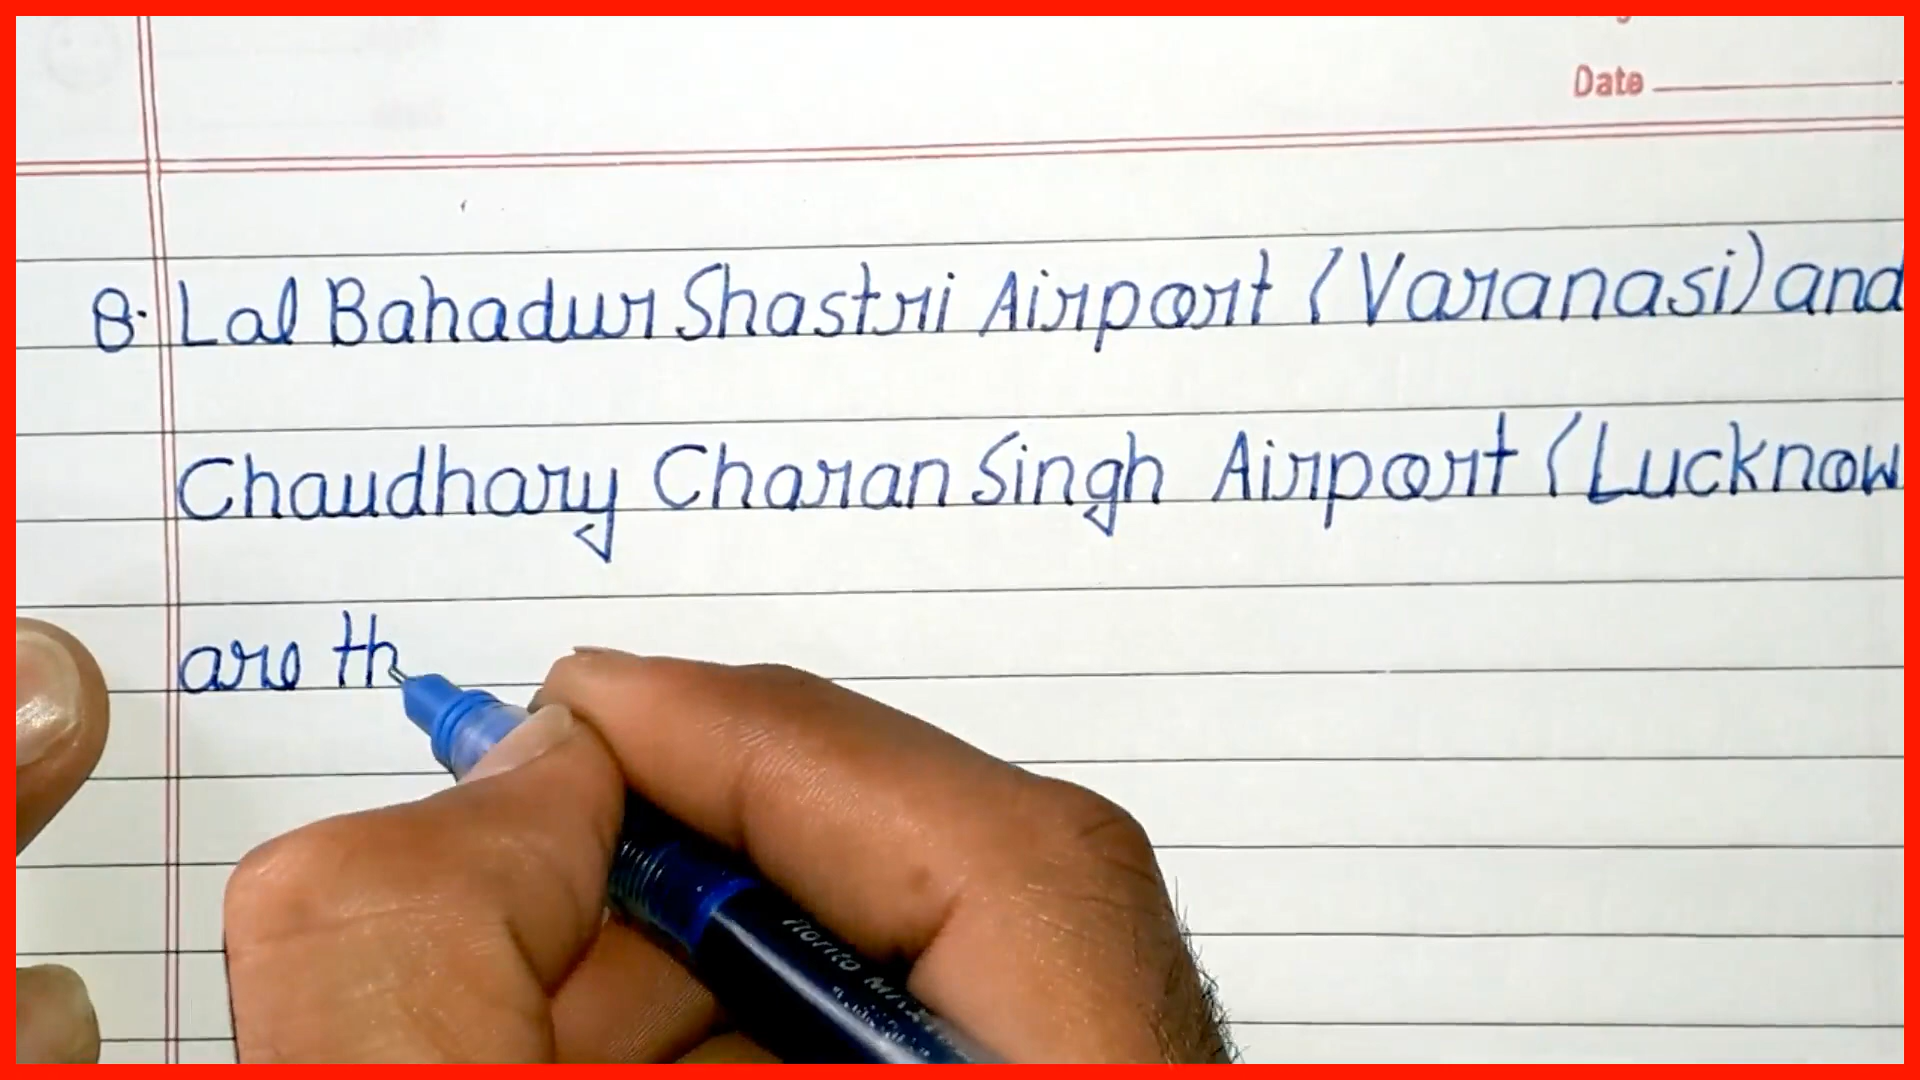 Date
8. Lal Bahadur Shastri Airport (Varanasi) and
Chaudhary Charan Singh Airport (Lucknow
are th